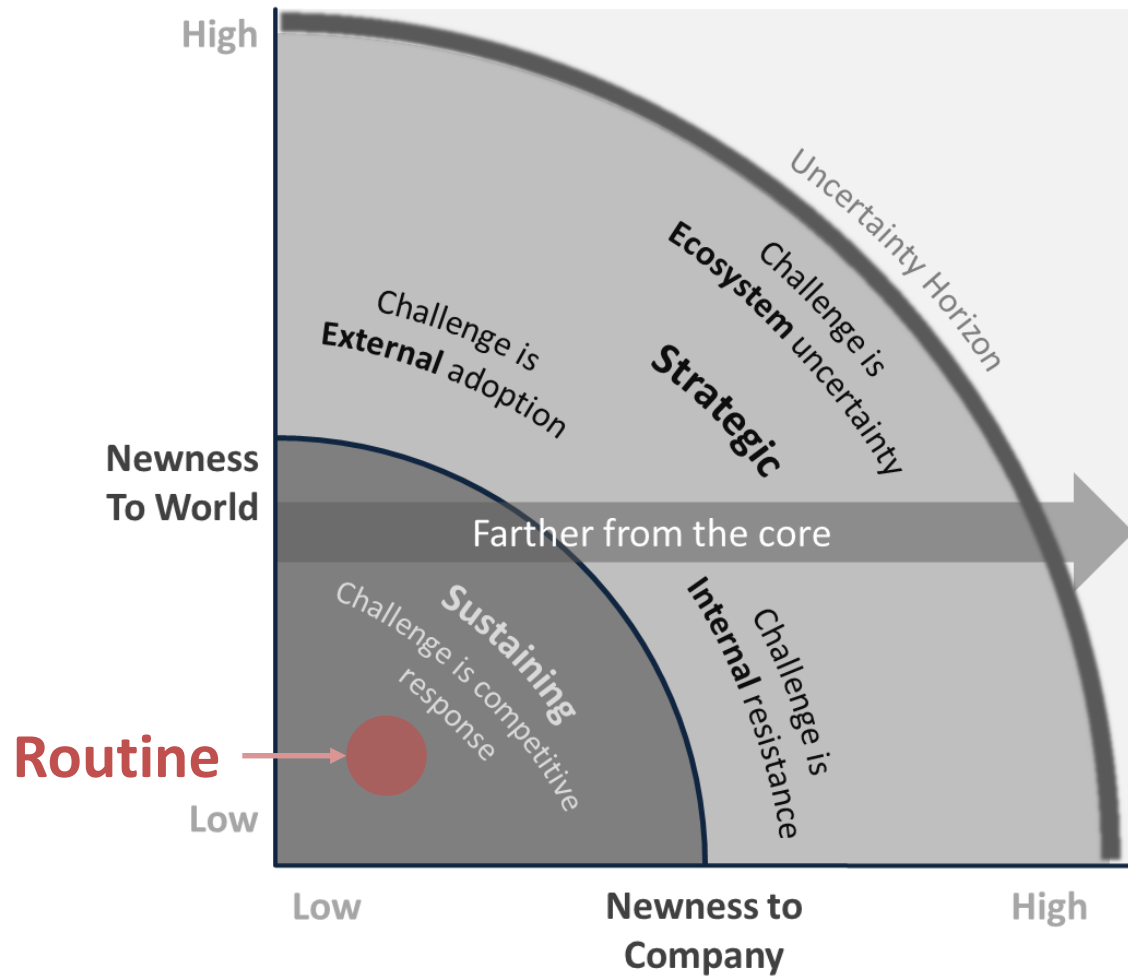 High
Uncertainty Horizon
Challenge is
Ecosystem uncertainty
Strategic
Challenge is
External adoption
Newness
To World
Farther from the core
Sustaining
Challenge is competitive
response
Challenge is
Internal resistance
Routine
Low
Low
Newness to
Company
High